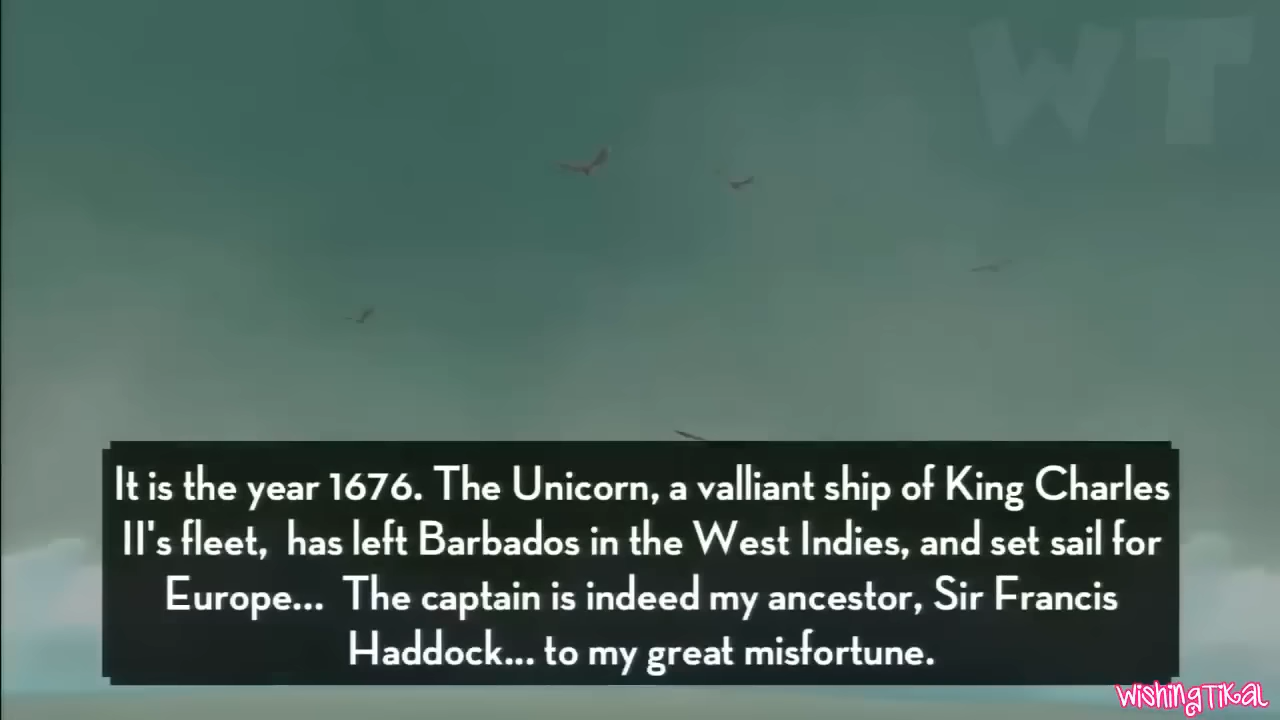 WT
It is the year 1676. The Unicorn, a valliant ship of King Charles
II's fleet,  has left Barbados in the West Indies, and set sail for
Europe...  The captain is indeed my ancestor, Sir Francis
Haddock... to my great misfortune.
WishingTikal